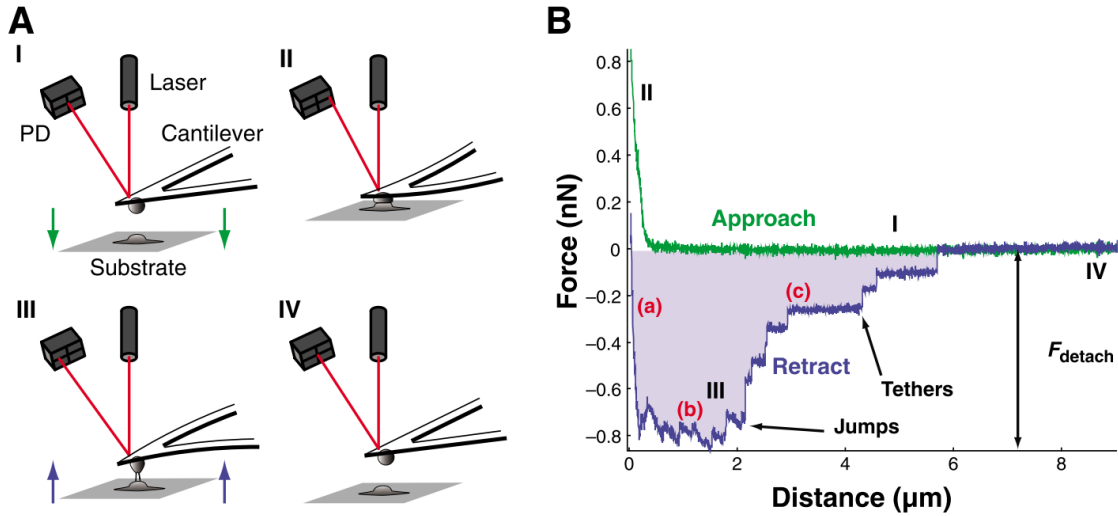 A
I
PD
Laser
Cantilever
Substrate
II
III
IV
B
Force (nN)
0.8
0.6
0.4
0.2
0
−0.2
−0.4
−0.6
−0.8
II
Approach
I
IV
(a)
(c)
(b)
III
Retract
Tethers
Jumps
Fdetach
0
2
4
6
8
Distance (µm)